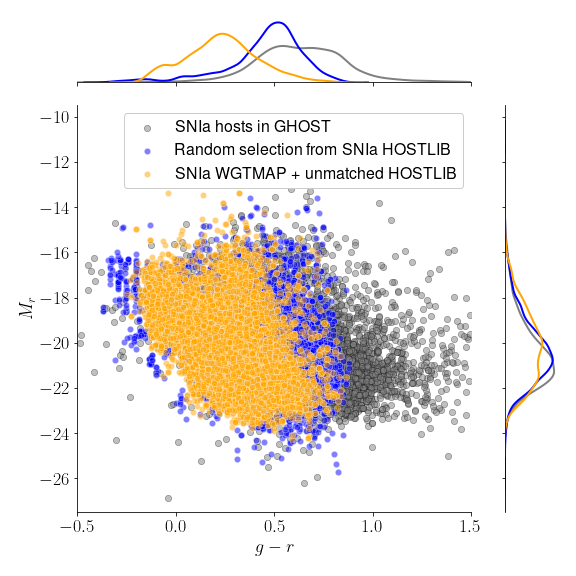 SNIa hosts in GHOST
Random selection from SNIa HOSTLIB
SNIa WGTMAP + unmatched HOSTLIB
−10
−12
−14
−16
−18
−20
−22
−24
−26
M_r
−0.5 0.0 0.5 1.0 1.5
g − r